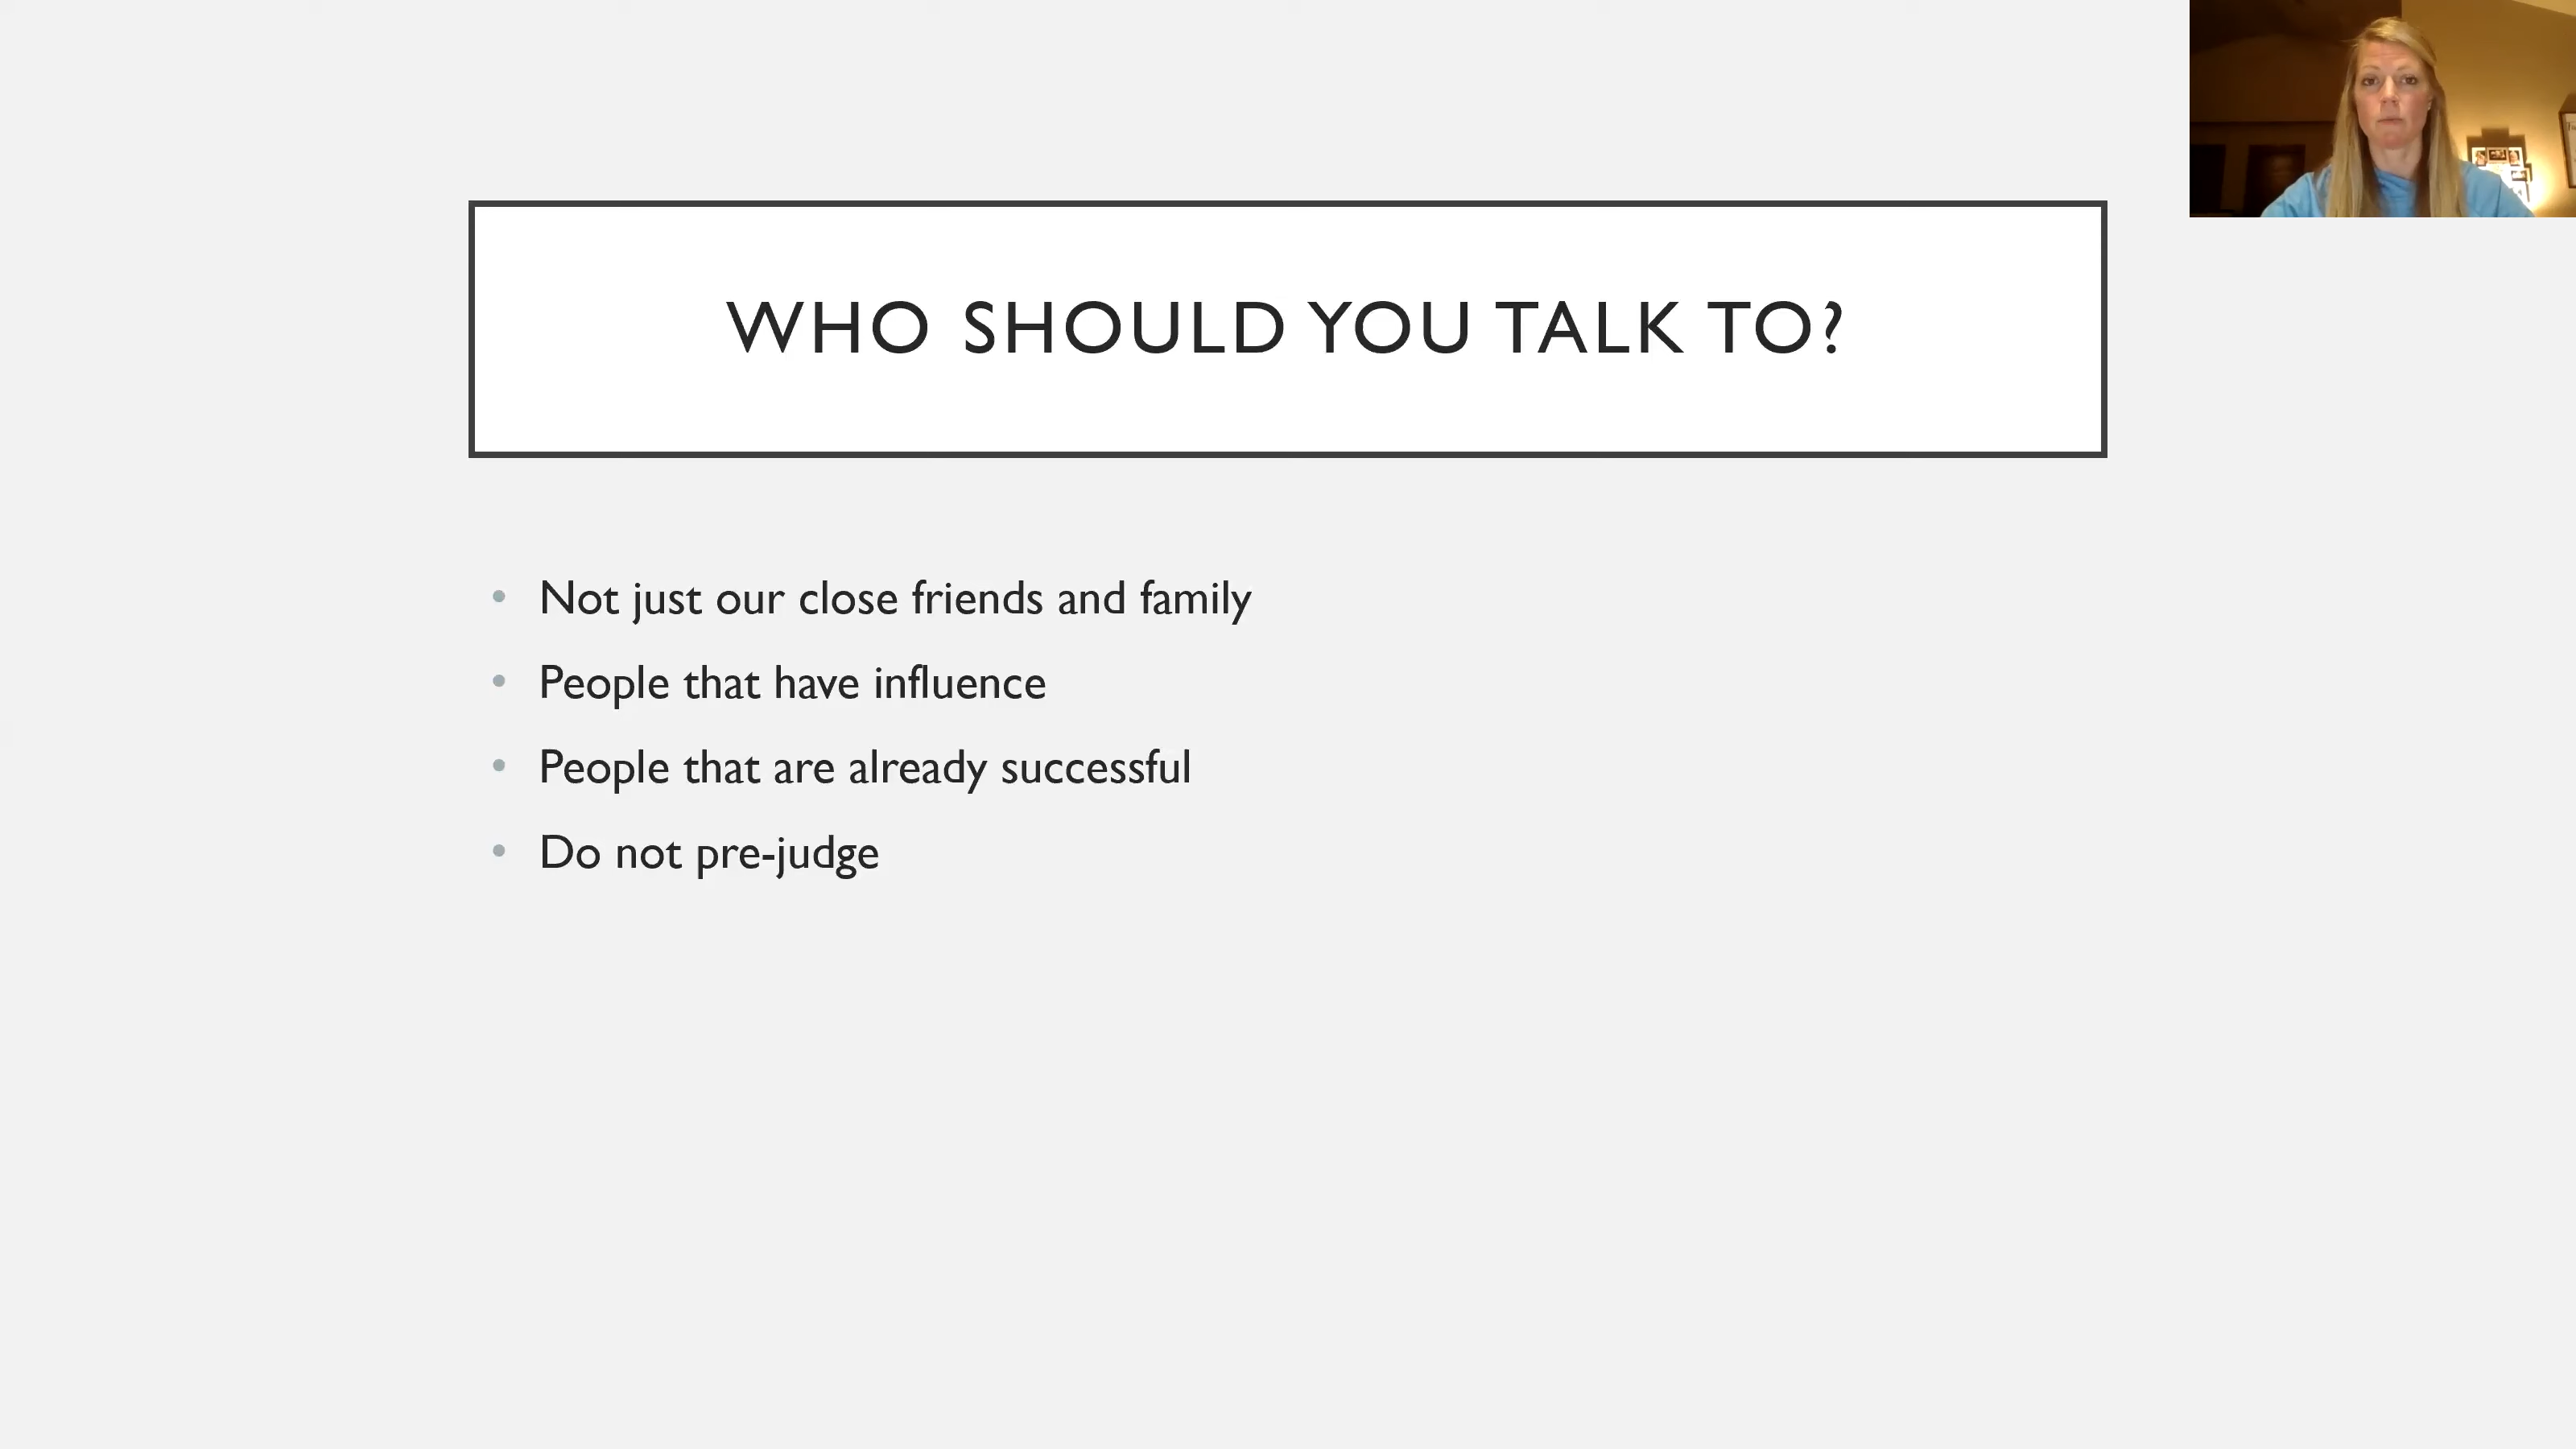 WHO SHOULD YOU TALK TO?
Not just our close friends and family
People that have influence
People that are already successful
Do not pre-judge